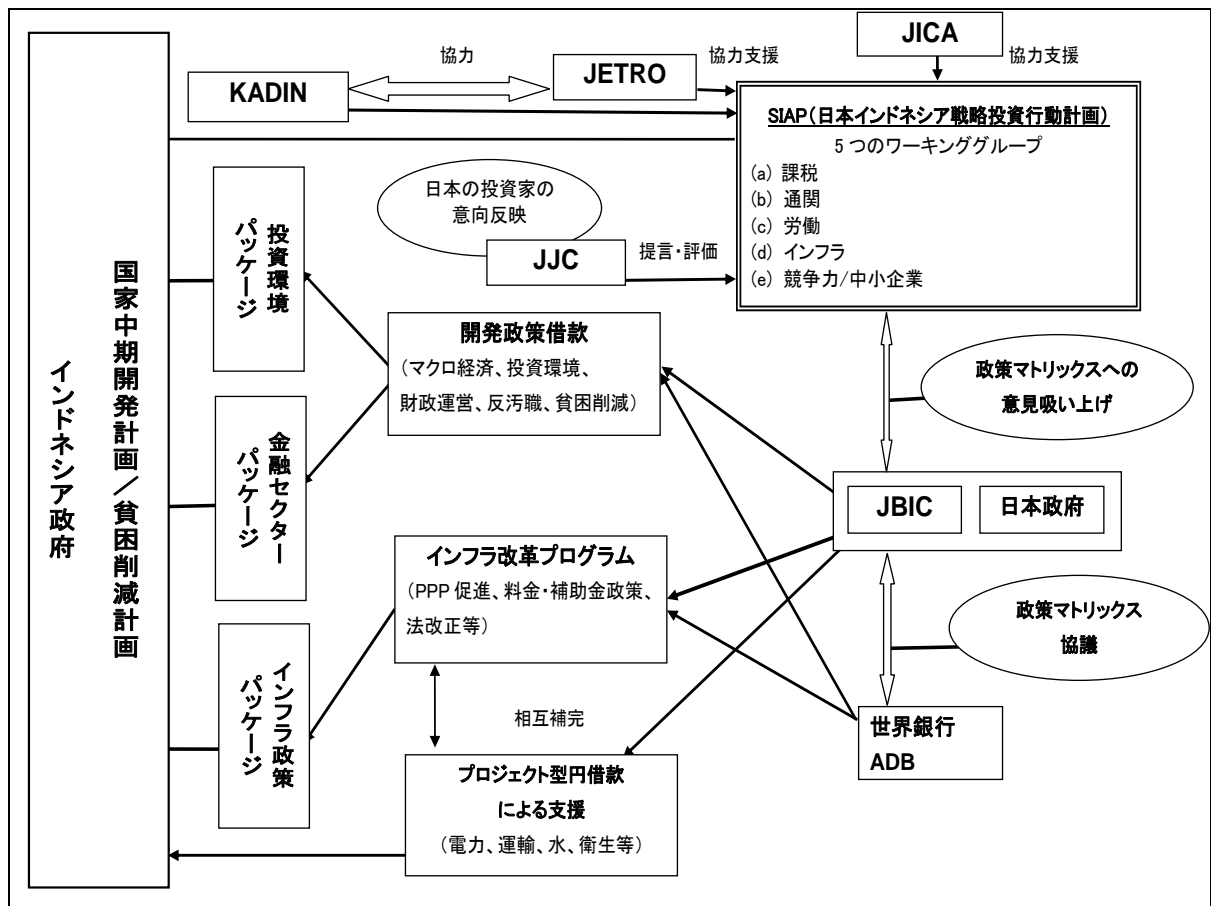 JICA
協力
協力支援
協力支援
KADIN
JETRO
SIAP(日本インドネシア戦略投資行動計画)
5 つのワーキンググループ
(a) 課税
(b) 通関
(c) 労働
(d) インフラ
(e) 競争力/中小企業
日本の投資家の
意向反映
JJC
提言・評価
インドネシア政府
国家中期開発計画/貧困削減計画
投資環境
パッケージ
金融セクター
パッケージ
インフラ政策
パッケージ
開発政策借款
(マクロ経済、投資環境、
財政運営、反汚職、貧困削減)
政策マトリックスへの
意見吸い上げ
JBIC
日本政府
インフラ改革プログラム
(PPP 促進、料金・補助金政策、
法改正等)
政策マトリックス
協議
相互補完
世界銀行
ADB
プロジェクト型円借款
による支援
(電力、運輸、水、衛生等)